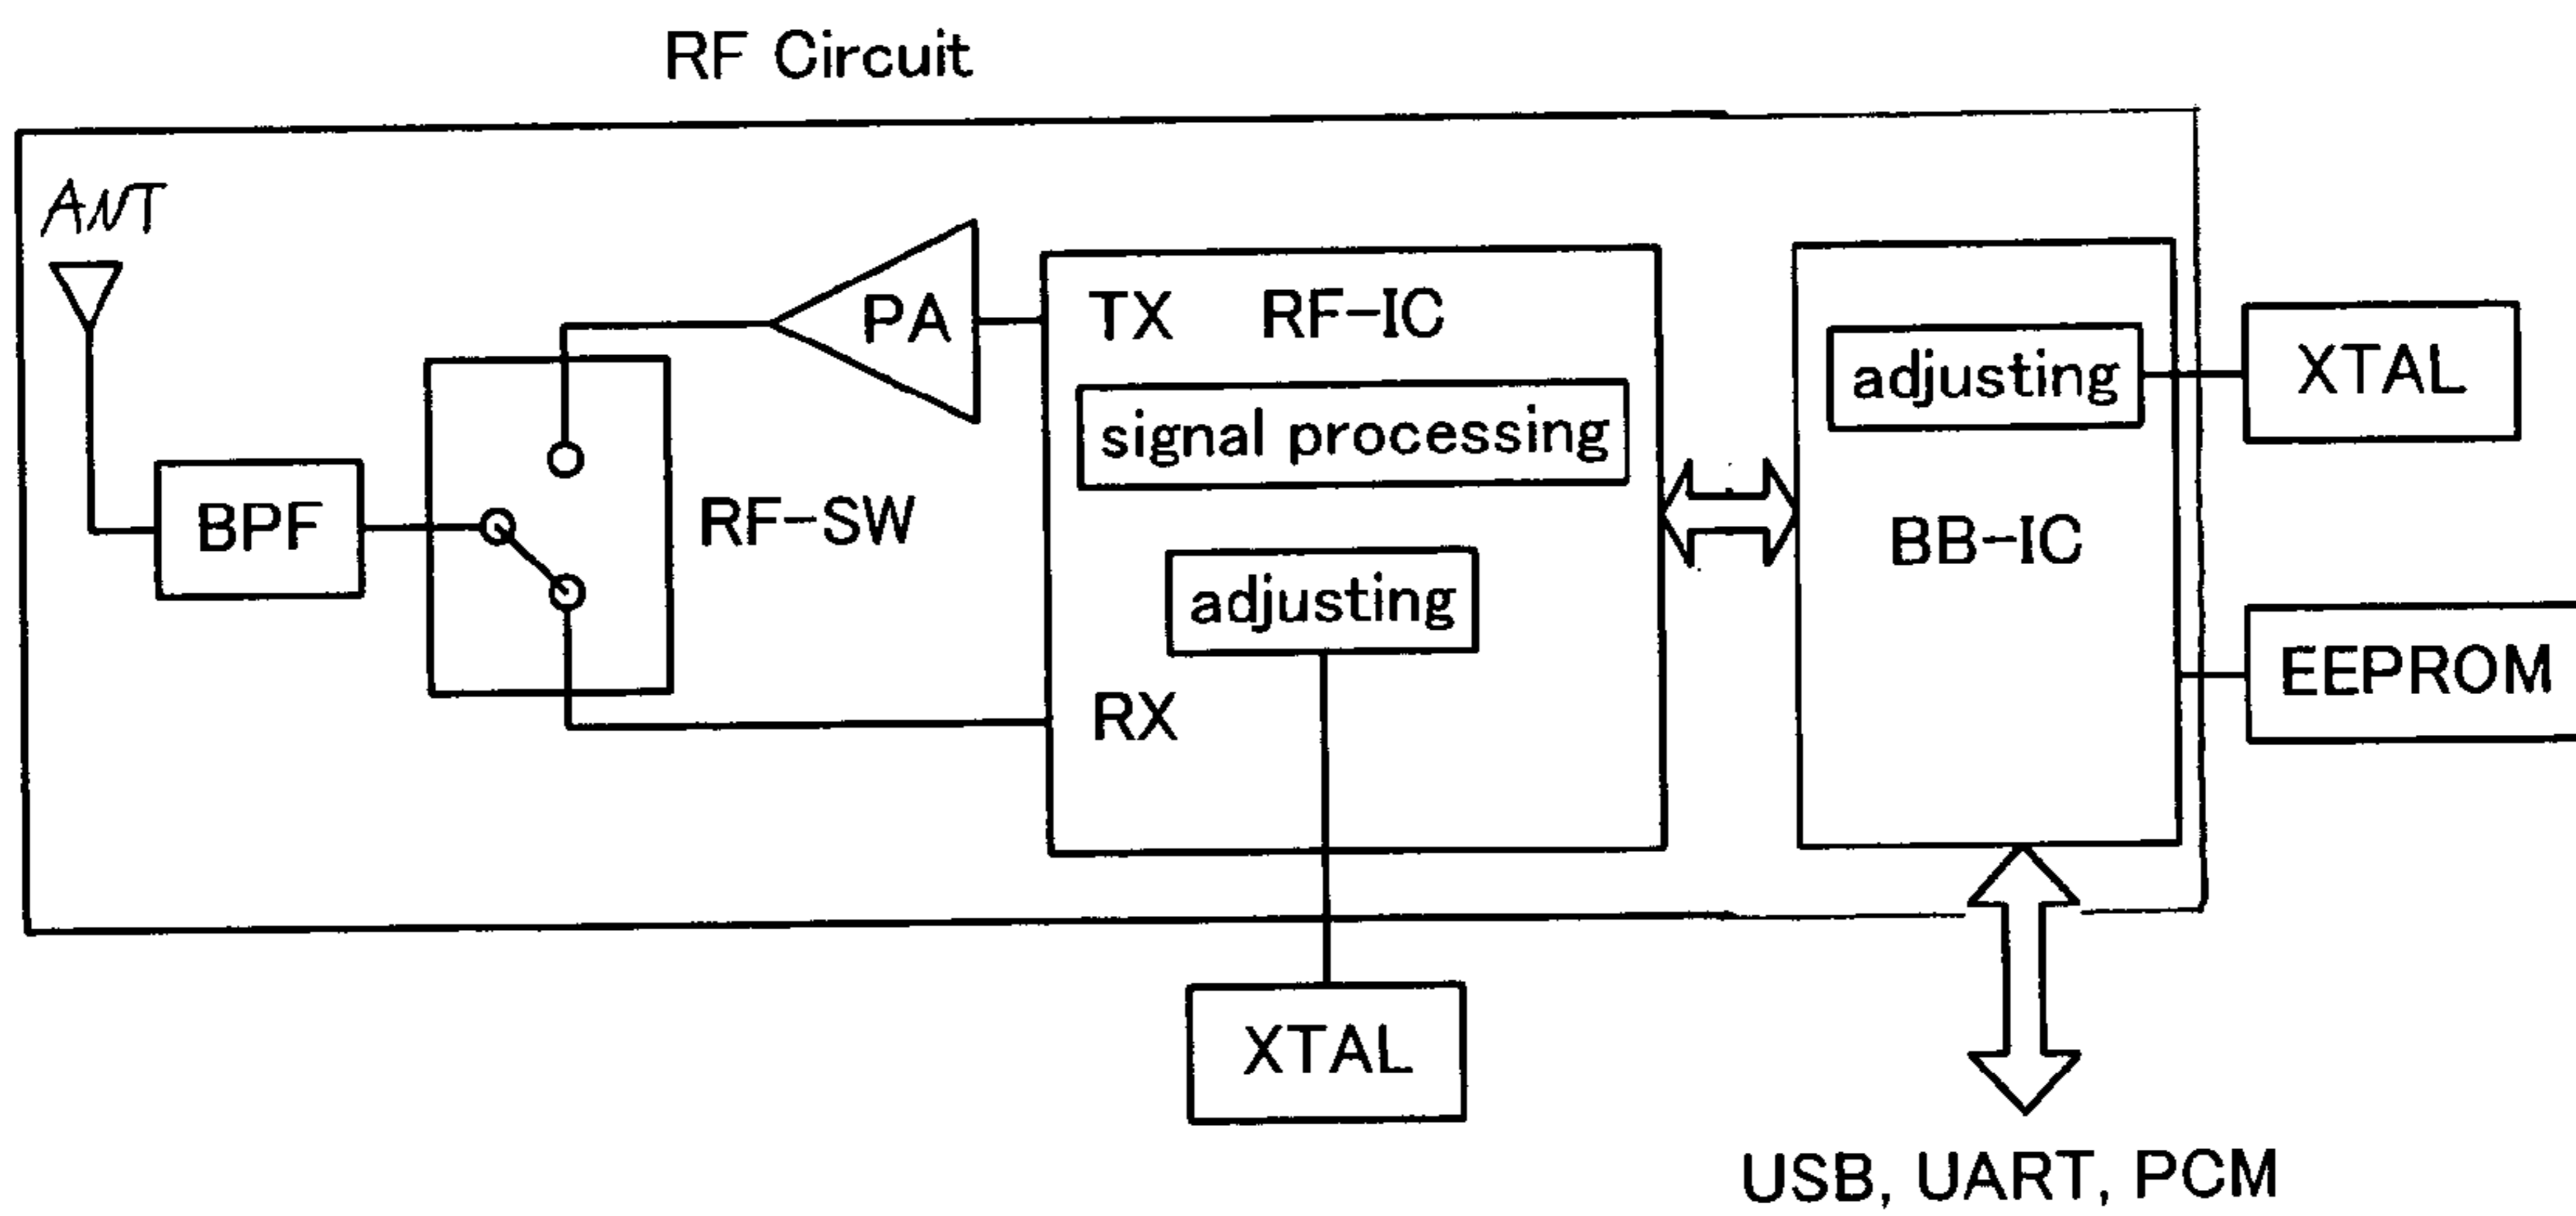 RF Circuit
ANT
PA
TX RF-IC
signal processing
adjusting
RX
BPF
RF-SW
adjusting
BB-IC
XTAL
EEPROM
XTAL
USB, UART, PCM